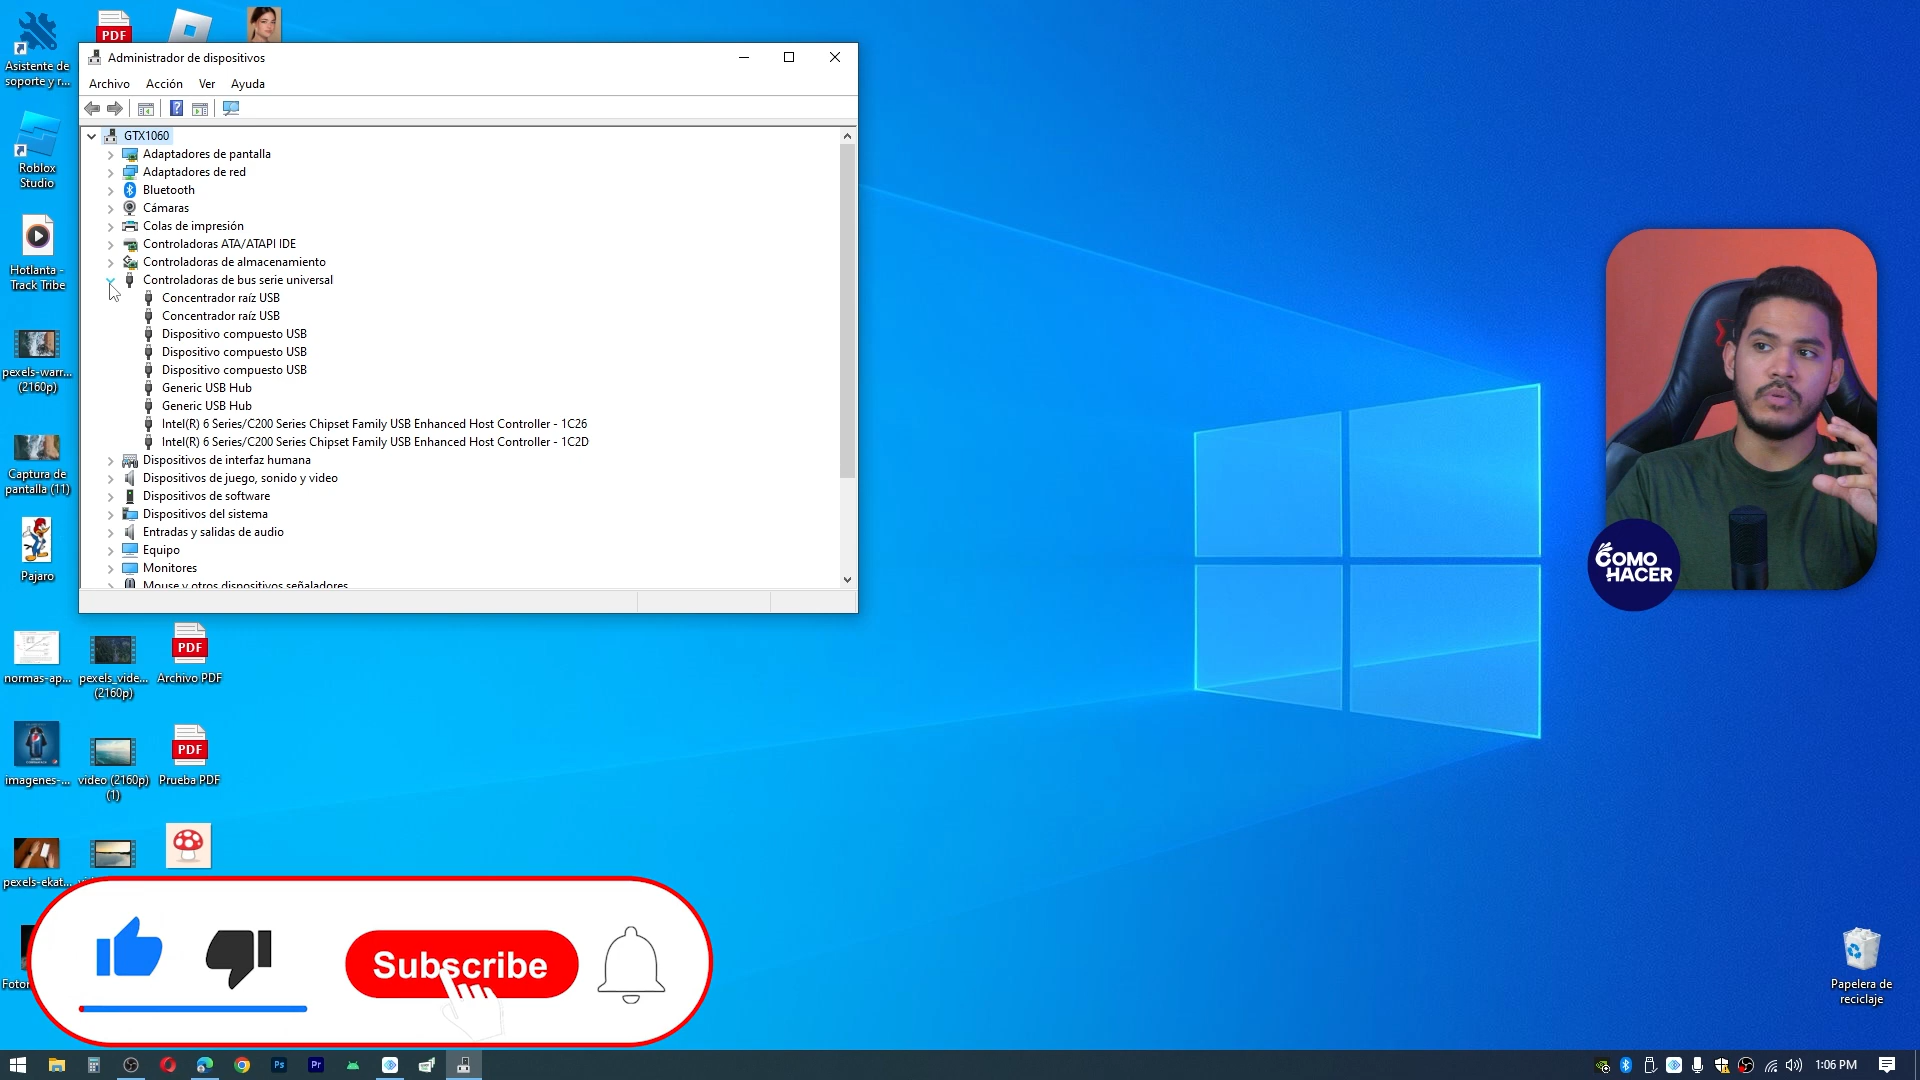 Asistente de
soporte y r...
PDF
Administrador de dispositivos
Archivo Acción Ver Ayuda
GTX1060
Adaptadores de pantalla
Adaptadores de red
Bluetooth
Cámaras
Colas de impresión
Controladoras ATA/ATAPI IDE
Controladoras de almacenamiento
Controladoras de bus serie universal
Concentrador raíz USB
Concentrador raíz USB
Dispositivo compuesto USB
Dispositivo compuesto USB
Dispositivo compuesto USB
Generic USB Hub
Generic USB Hub
Intel(R) 6 Series/C200 Series Chipset Family USB Enhanced Host Controller - 1C26
Intel(R) 6 Series/C200 Series Chipset Family USB Enhanced Host Controller - 1C2D
Dispositivos de interfaz humana
Dispositivos de juego, sonido y video
Dispositivos de software
Dispositivos del sistema
Entradas y salidas de audio
Equipo
Monitores
Mouse y otros dispositivos señaladores
Roblox
Studio
Hotlanta -
Track Tribe
pexels-warr...
(2160p)
Captura de
pantalla (11)
Pajaro
normas-ap...
pexels_vide...
(2160p)
PDF
Archivo PDF
imagenes-...
video (2160p)
(1)
PDF
Prueba PDF
pexels-ekat...
COMO
HACER
Subscribe
Papelera de
reciclaje
Ps
Pr
1:06 PM